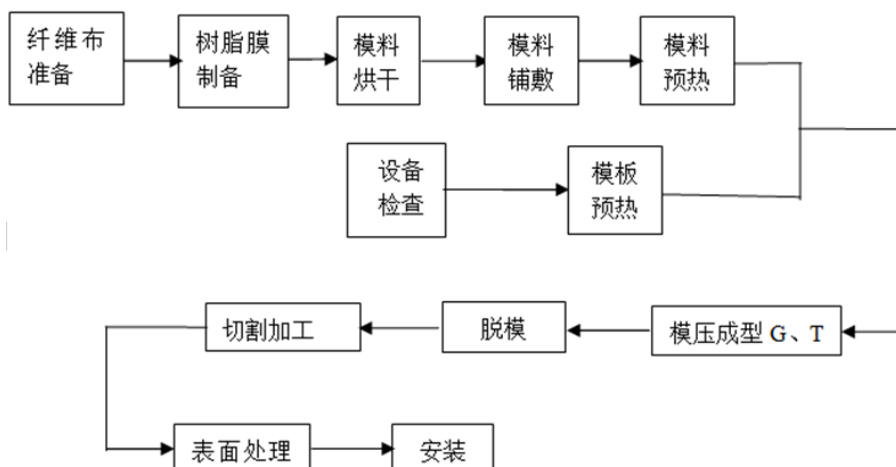 纤维布
准备
树脂膜
制备
模料
烘干
模料
铺敷
模料
预热
设备
检查
模板
预热
切割加工
脱模
模压成型 G、T
表面处理
安装